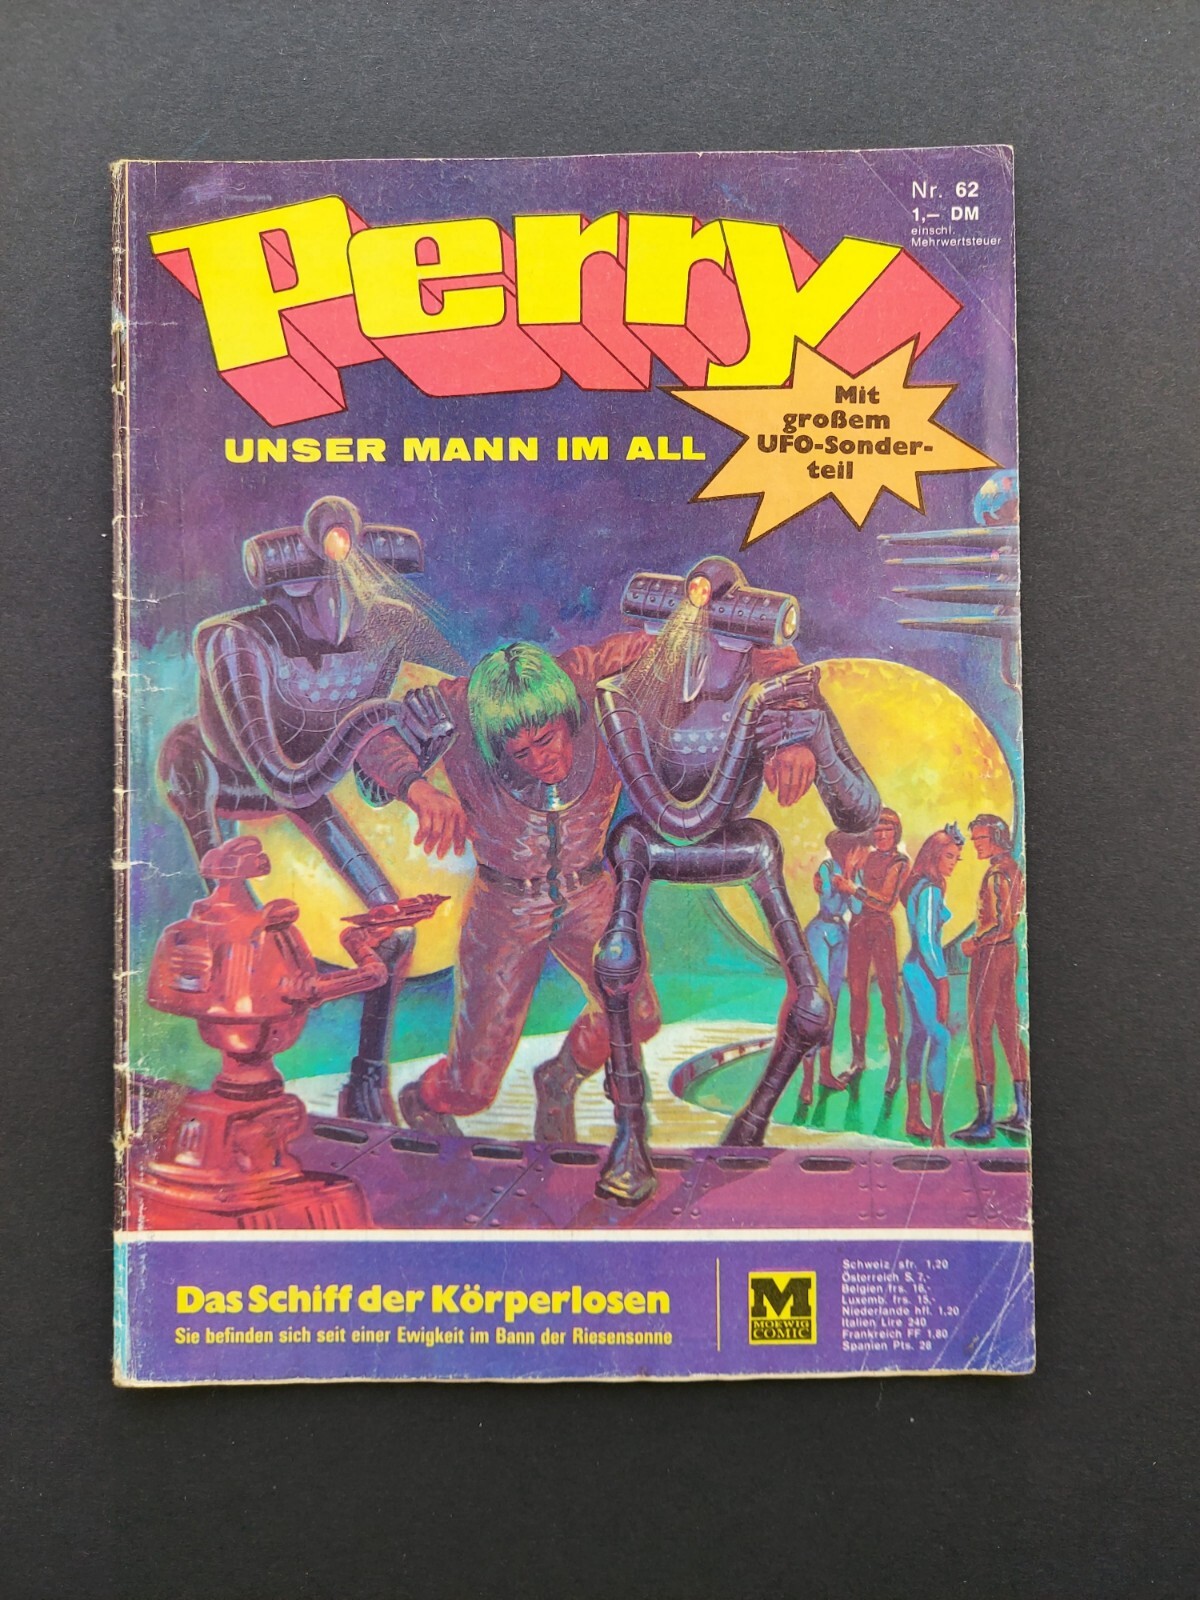 Perry
Nr. 62
1,– DM
einschl.
Mehrwertsteuer
UNSER MANN IM ALL
Mit
großem
UFO-Sonder-
teil
Das Schiff der Körperlosen
Sie befinden sich seit einer Ewigkeit im Bann der Riesensonne
M
MOEWIG
COMIC
Schweiz sfr. 1,20
Österreich S. 7,-
Belgien frs. 16,-
Luxemb. frs. 15,-
Niederlande hfl. 1,20
Italien Lire 240
Frankreich FF 1,80
Spanien Pts. 28